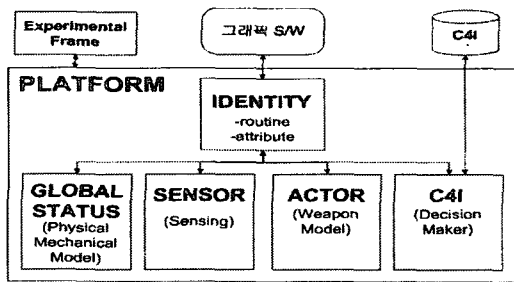 Experimental
Frame
그래픽 S/W
C4I
PLATFORM
IDENTITY
-routine
-attribute
GLOBAL
STATUS
(Physical
Mechanical
Model)
SENSOR
(Sensing)
ACTOR
(Weapon
Model)
C4I
(Decision
Maker)